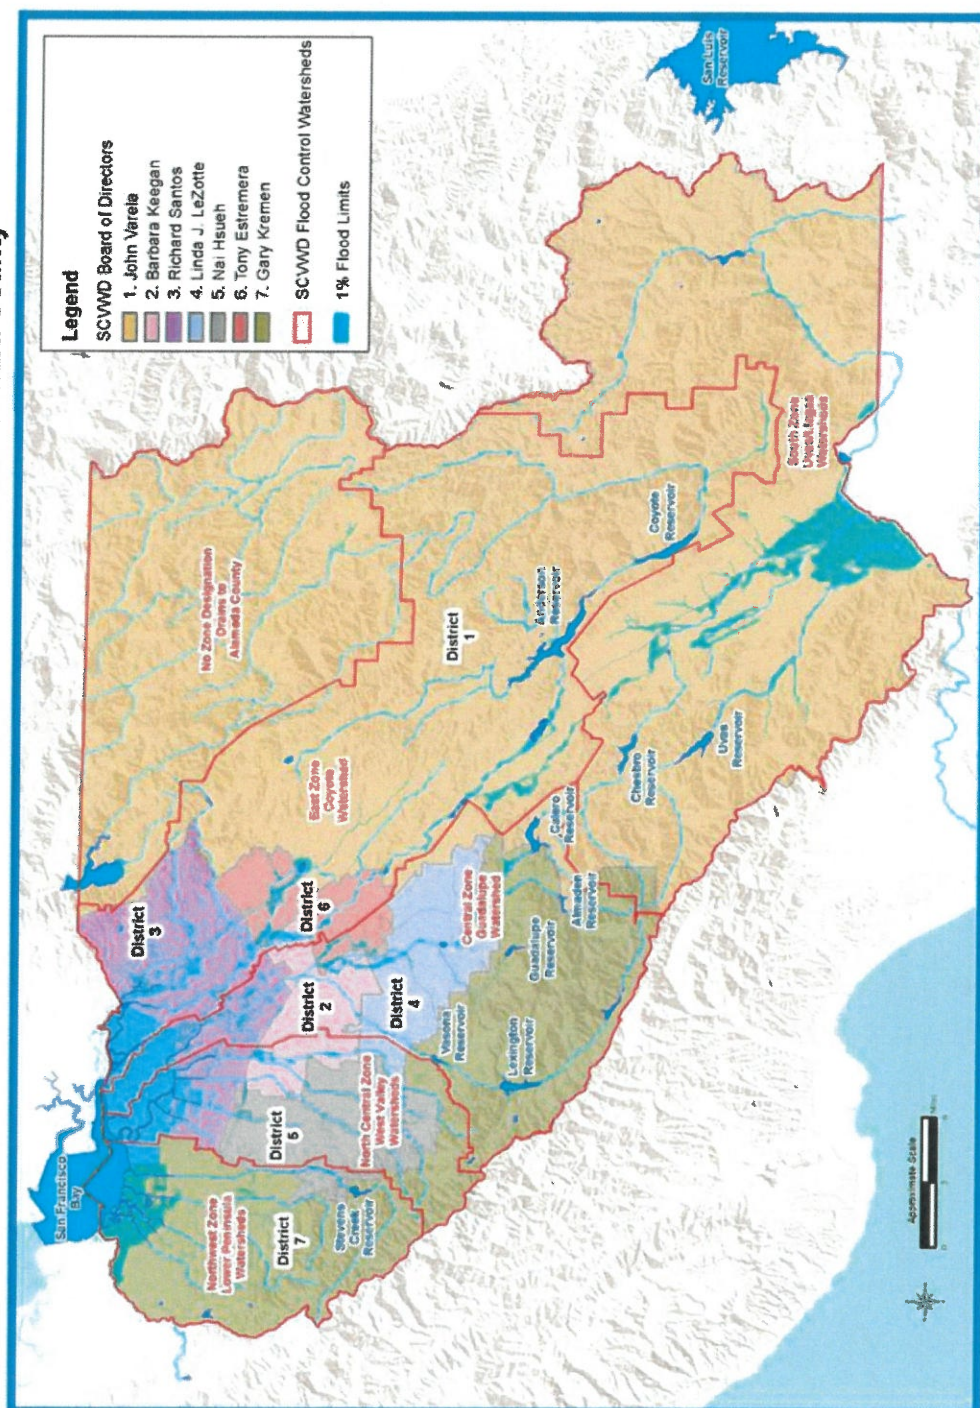 Legend
SCVWD Board of Directors
1. John Varela
2. Barbara Keegan
3. Richard Santos
4. Linda J. LeZotte
5. Nai Hsueh
6. Tony Estremera
7. Gary Kremen
SCVWD Flood Control Watersheds
1% Flood Limits
San Francisco
Bay
Northwest Zone
Lower Peninsula
Watersheds
District
7
Stevens
Creek
Reservoir
District
5
North Central Zone
West Valley
Watersheds
District
3
District
2
District
6
District
4
Vasona
Reservoir
Lexington
Reservoir
Central Zone
Guadalupe
Watershed
Guadalupe
Reservoir
Almaden
Reservoir
Calero
Reservoir
No Zone Designation
Drains to
Alameda County
East Zone
Coyote
Watershed
District
1
Anderson
Reservoir
Coyote
Reservoir
Chesbro
Reservoir
Uvas
Reservoir
South Zone
Uvas/Llagas
Watersheds
San Luis
Reservoir
Approximate Scale
0
3